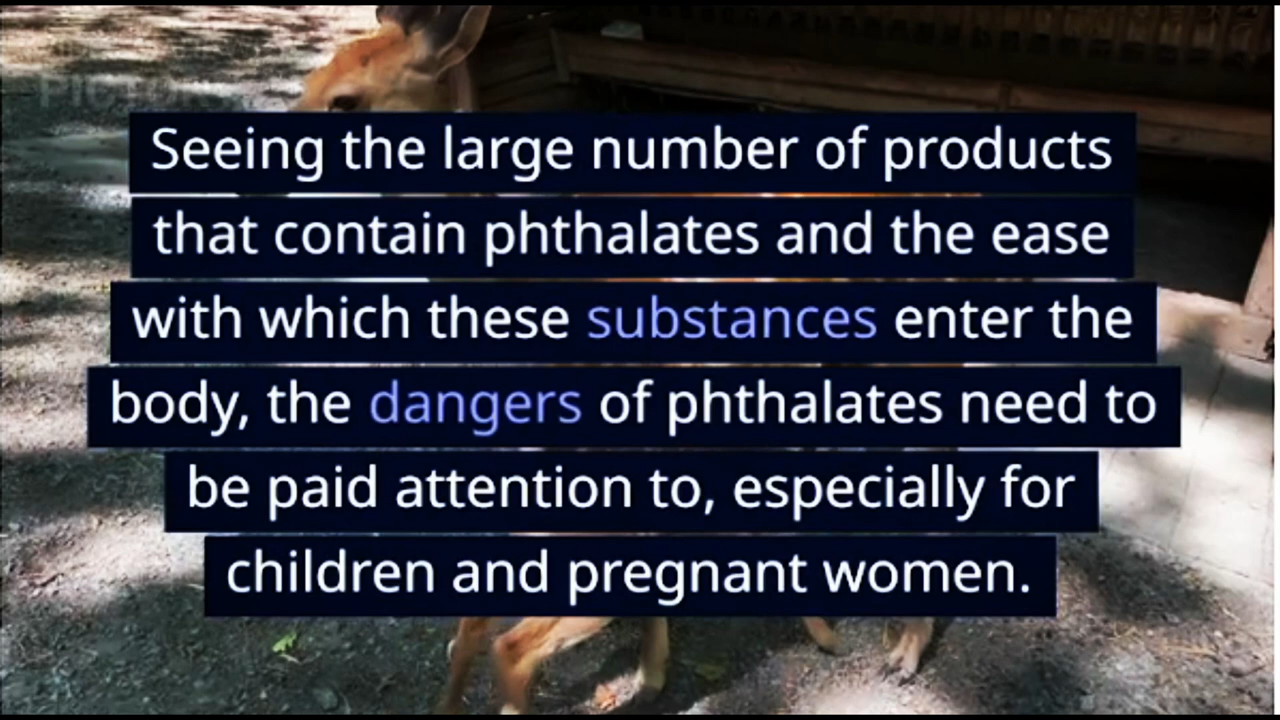 Seeing the large number of products
that contain phthalates and the ease
with which these substances enter the
body, the dangers of phthalates need to
be paid attention to, especially for
children and pregnant women.